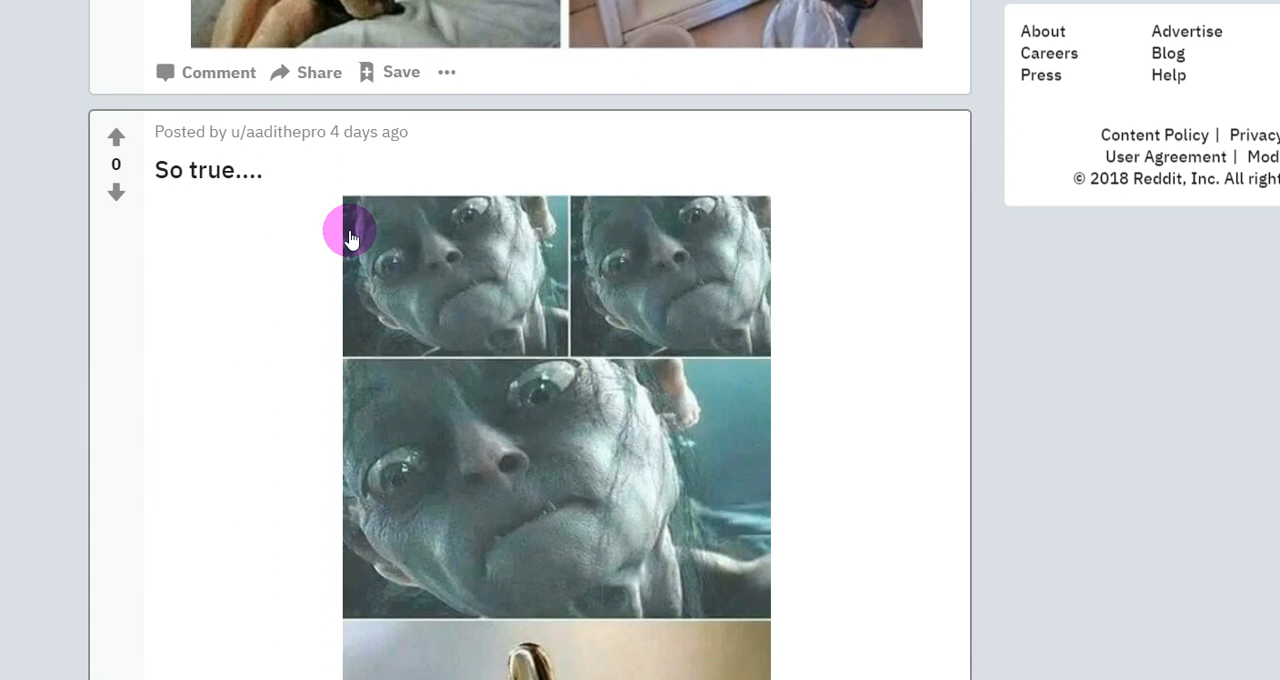 Comment Share Save
Posted by u/aadithepro 4 days ago
0
So true....
About Advertise
Careers Blog
Press Help
Content Policy | Privacy
User Agreement | Mod
© 2018 Reddit, Inc. All right